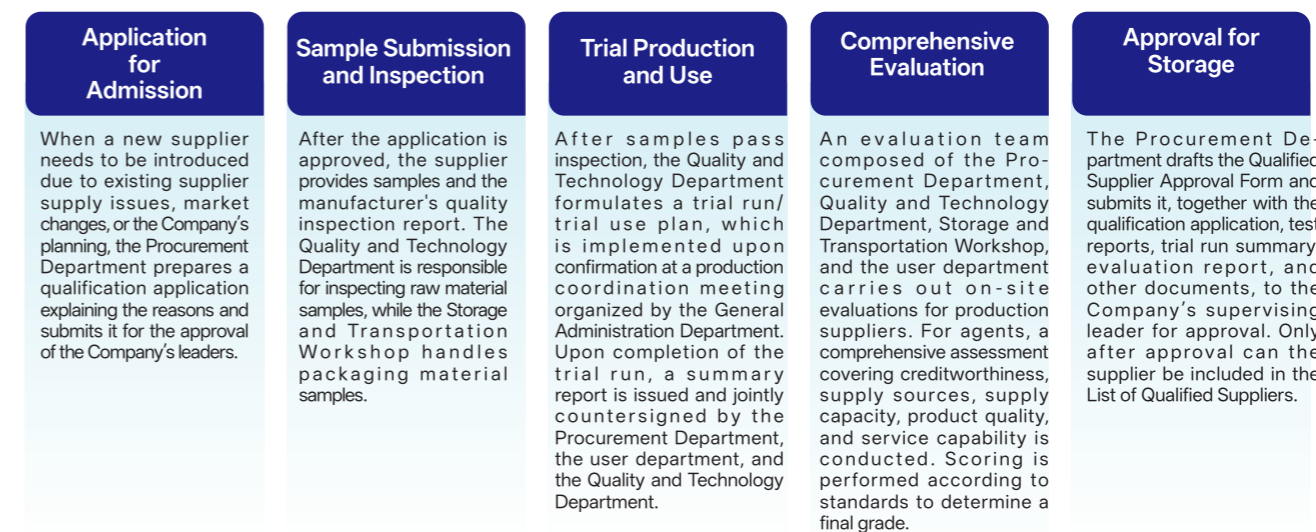 Application
for
Admission
When a new supplier
needs to be introduced
due to existing supplier
supply issues, market
changes, or the Company's
planning, the Procurement
Department prepares a
qualification application
explaining the reasons and
submits it for the approval
of the Company's leaders.
Sample Submission
and Inspection
After the application is
approved, the supplier
provides samples and the
manufacturer's quality
inspection report. The
Quality and Technology
Department is responsible
for inspecting raw material
samples, while the Storage
and Transportation
Workshop handles
packaging material
samples.
Trial Production
and Use
After samples pass
inspection, the Quality and
Technology Department
formulates a trial run/
trial use plan, which
is implemented upon
confirmation at a production
coordination meeting
organized by the General
Administration Department.
Upon completion of the
trial run, a summary
report is issued and jointly
countersigned by the
Procurement Department,
the user department, and
the Quality and Technology
Department.
Comprehensive
Evaluation
An evaluation team
composed of the Pro-
curement Department,
Quality and Technology
Department, Storage and
Transportation Workshop,
and the user department
carries out on-site
evaluations for production
suppliers. For agents, a
comprehensive assessment
covering creditworthiness,
supply sources, supply
capacity, product quality,
and service capability is
conducted. Scoring is
performed according to
standards to determine a
final grade.
Approval for
Storage
The Procurement De-
partment drafts the Qualified
Supplier Approval Form and
submits it, together with the
qualification application, test
reports, trial run summary,
evaluation report, and
other documents, to the
Company's supervising
leader for approval. Only
after approval can the
supplier be included in the
List of Qualified Suppliers.